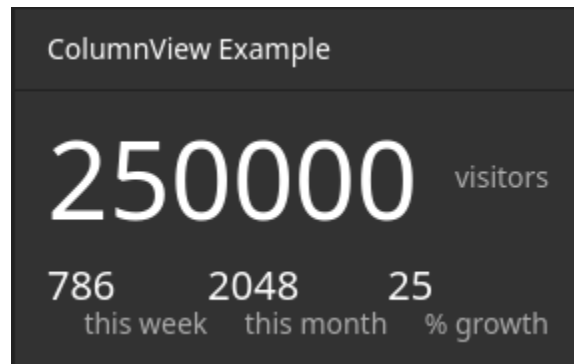 ColumnView Example
250000 visitors
786 2048 25
this week this month % growth